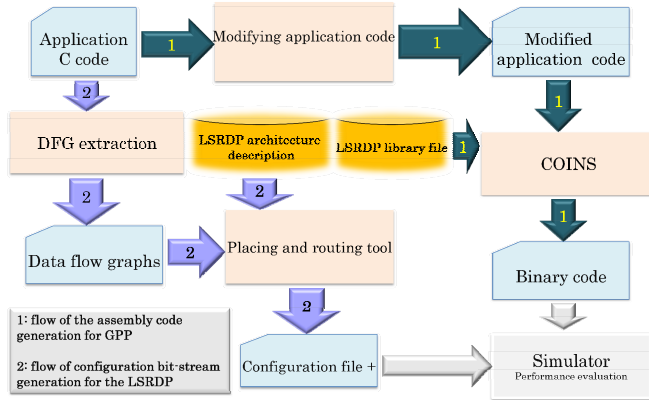 Application
C code
1
Modifying application code
1
Modified
application code
2
1
DFG extraction
LSRDP architecture
description
LSRDP library file
1
COINS
2
2
1
Data flow graphs
2
Placing and routing tool
Binary code
2
1: flow of the assembly code
generation for GPP
2: flow of configuration bit-stream
generation for the LSRDP
Configuration file +
Simulator
Performance evaluation